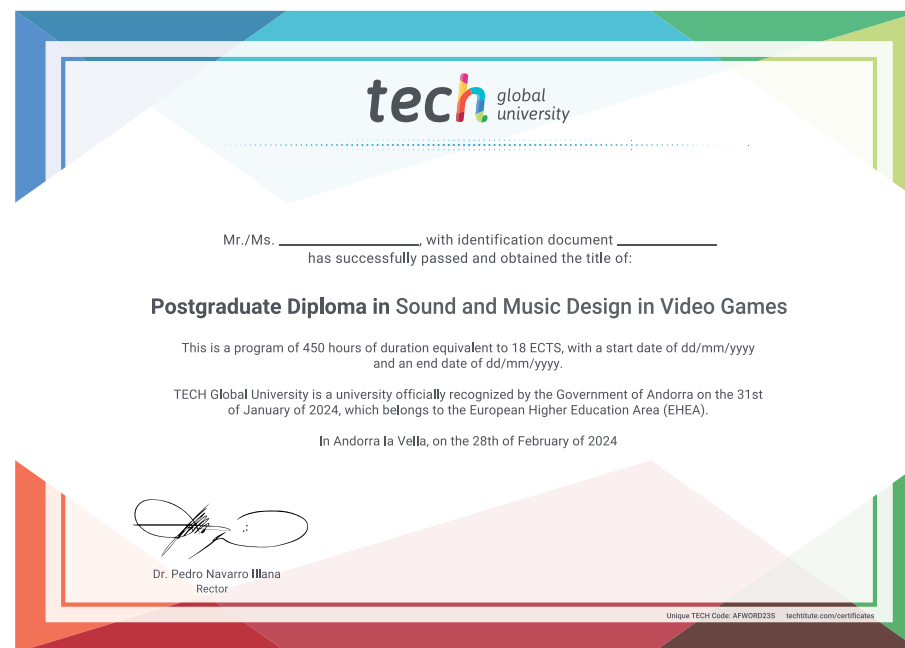 tech global university
Mr./Ms. ____________________, with identification document ______________
has successfully passed and obtained the title of:
Postgraduate Diploma in Sound and Music Design in Video Games
This is a program of 450 hours of duration equivalent to 18 ECTS, with a start date of dd/mm/yyyy
and an end date of dd/mm/yyyy.
TECH Global University is a university officially recognized by the Government of Andorra on the 31st
of January of 2024, which belongs to the European Higher Education Area (EHEA).
In Andorra la Vella, on the 28th of February of 2024
Dr. Pedro Navarro Illana
Rector
Unique TECH Code: AFWORD23S techtitute.com/certificates